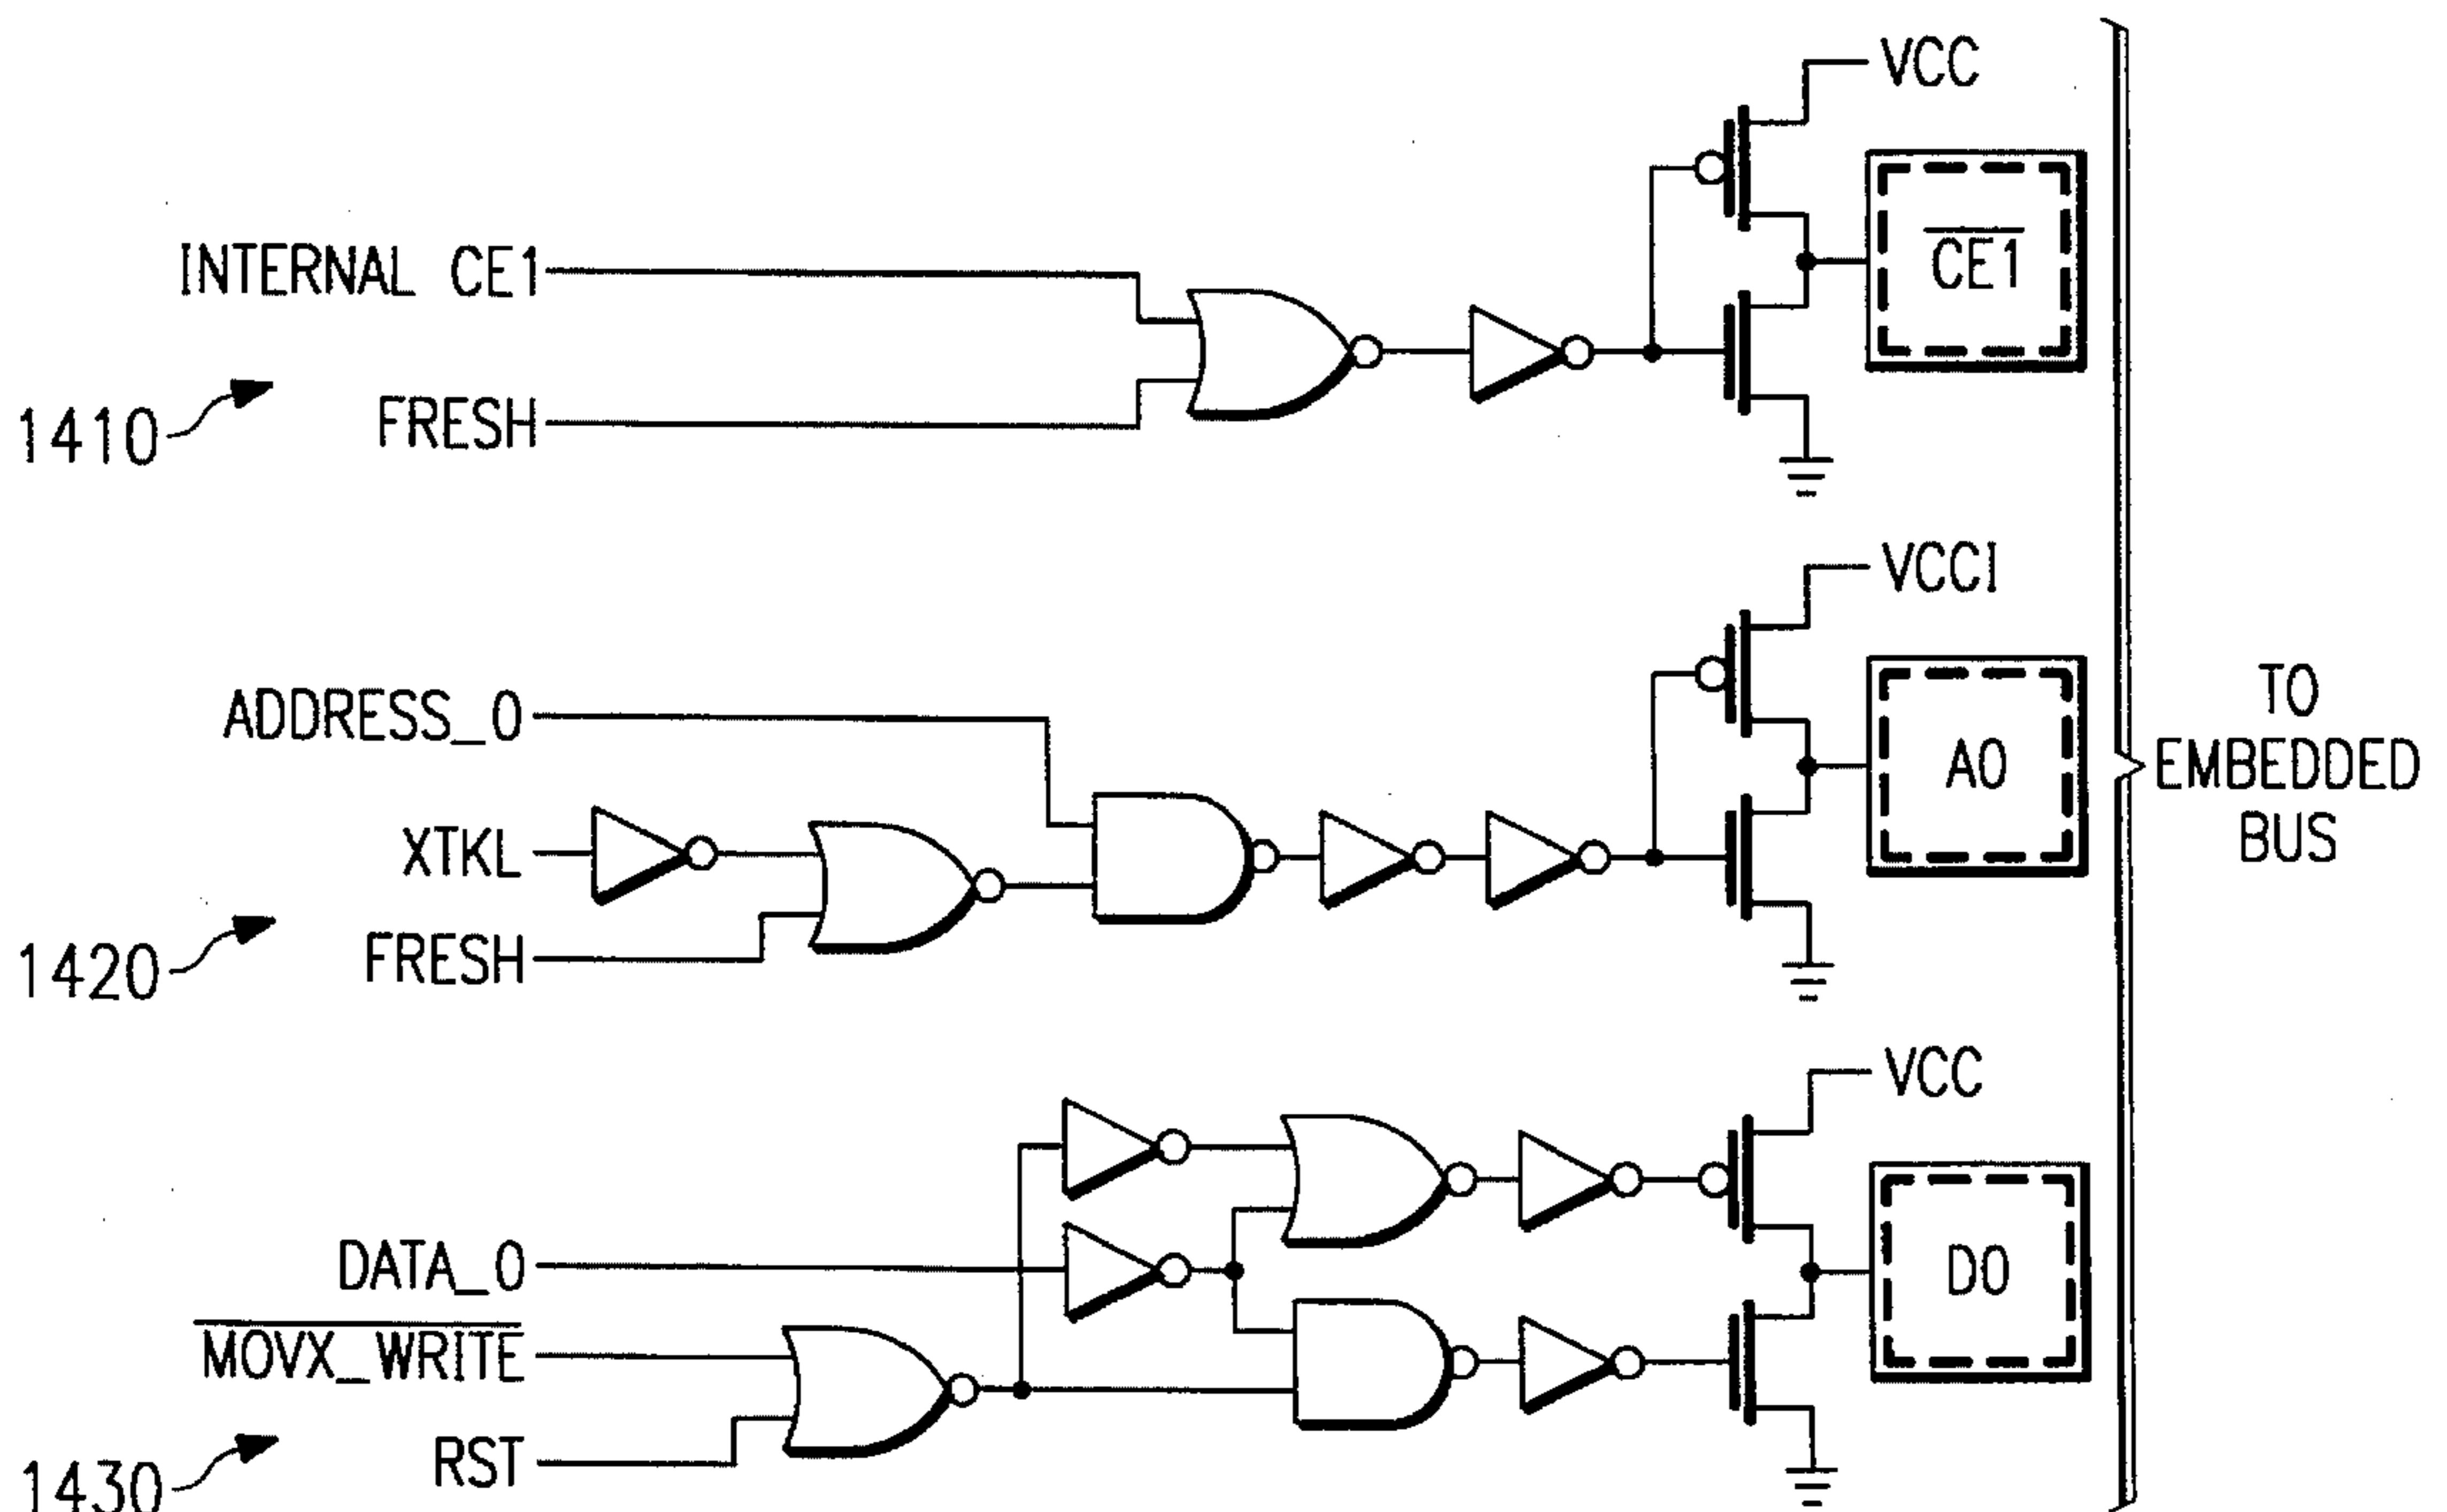 VCC
INTERNAL CE1
CE1
FRESH
1410
VCCI
ADDRESS_0
XTKL
A0
TO
EMBEDDED
BUS
FRESH
1420
VCC
DATA_0
D0
MOVX_WRITE
RST
1430